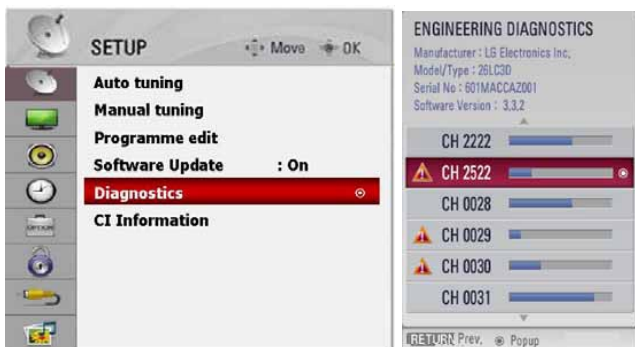 SETUP
Move OK
Auto tuning
Manual tuning
Programme edit
Software Update : On
Diagnostics
CI Information
OPTION
ENGINEERING DIAGNOSTICS
Manufacturer : LG Electronics Inc,
Model/Type : 26LC3D
Serial No : 601MACCAZ001
Software Version : 3.3.2
CH 2222
CH 2522
CH 0028
CH 0029
CH 0030
CH 0031
RETURN Prev. Popup